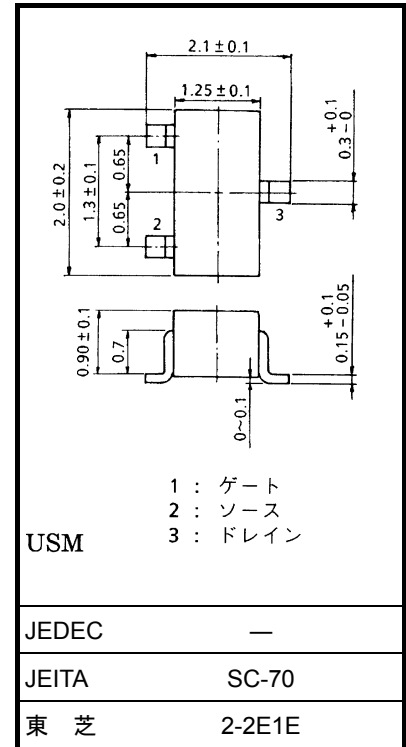 2.1±0.1
1.25±0.1
+0.1
0.3-0
2.0±0.2
1.3±0.1
0.65
0.65
1
2
3
0.90±0.1
0.7
0~0.1
+0.1
0.15-0.05
1 : ゲート
2 : ソース
3 : ドレイン
USM
JEDEC —
JEITA SC-70
東 芝 2-2E1E